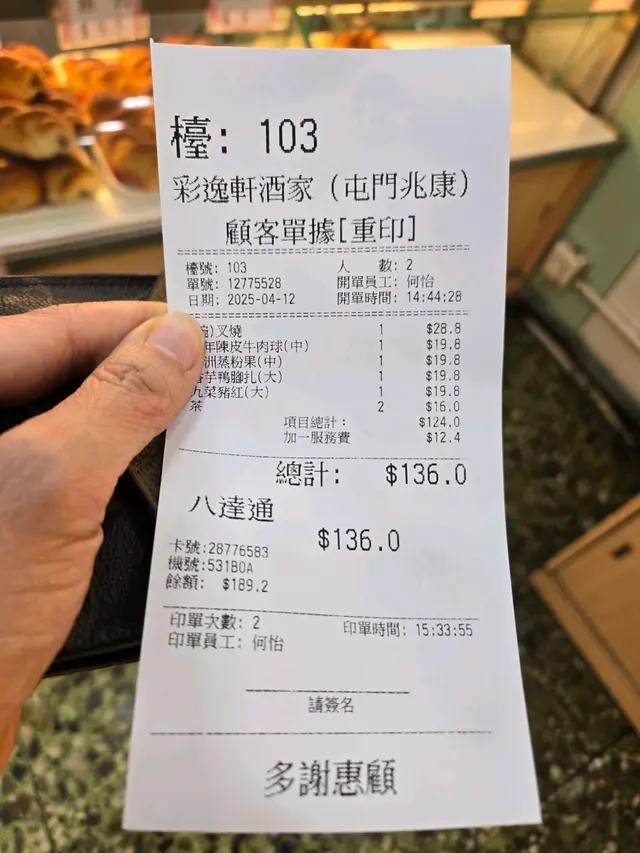 檯: 103
彩逸軒酒家 (屯門兆康)
顧客單據[重印]
檯號: 103 人 數: 2
單號: 12775528 開單員工: 何怡
日期: 2025-04-12 開單時間: 14:44:28
)叉燒 1 $28.8
年陳皮牛肉球(中) 1 $19.8
洲蒸粉果(中) 1 $19.8
芋鴨腳扎(大) 1 $19.8
菜豬紅(大) 1 $19.8
茶 2 $16.0
項目總計: $124.0
加一服務費 $12.4
總計: $136.0
八達通
$136.0
卡號:28776583
機號:531B0A
餘額: $189.2
印單次數: 2 印單時間: 15:33:55
印單員工: 何怡
請簽名
多謝惠顧